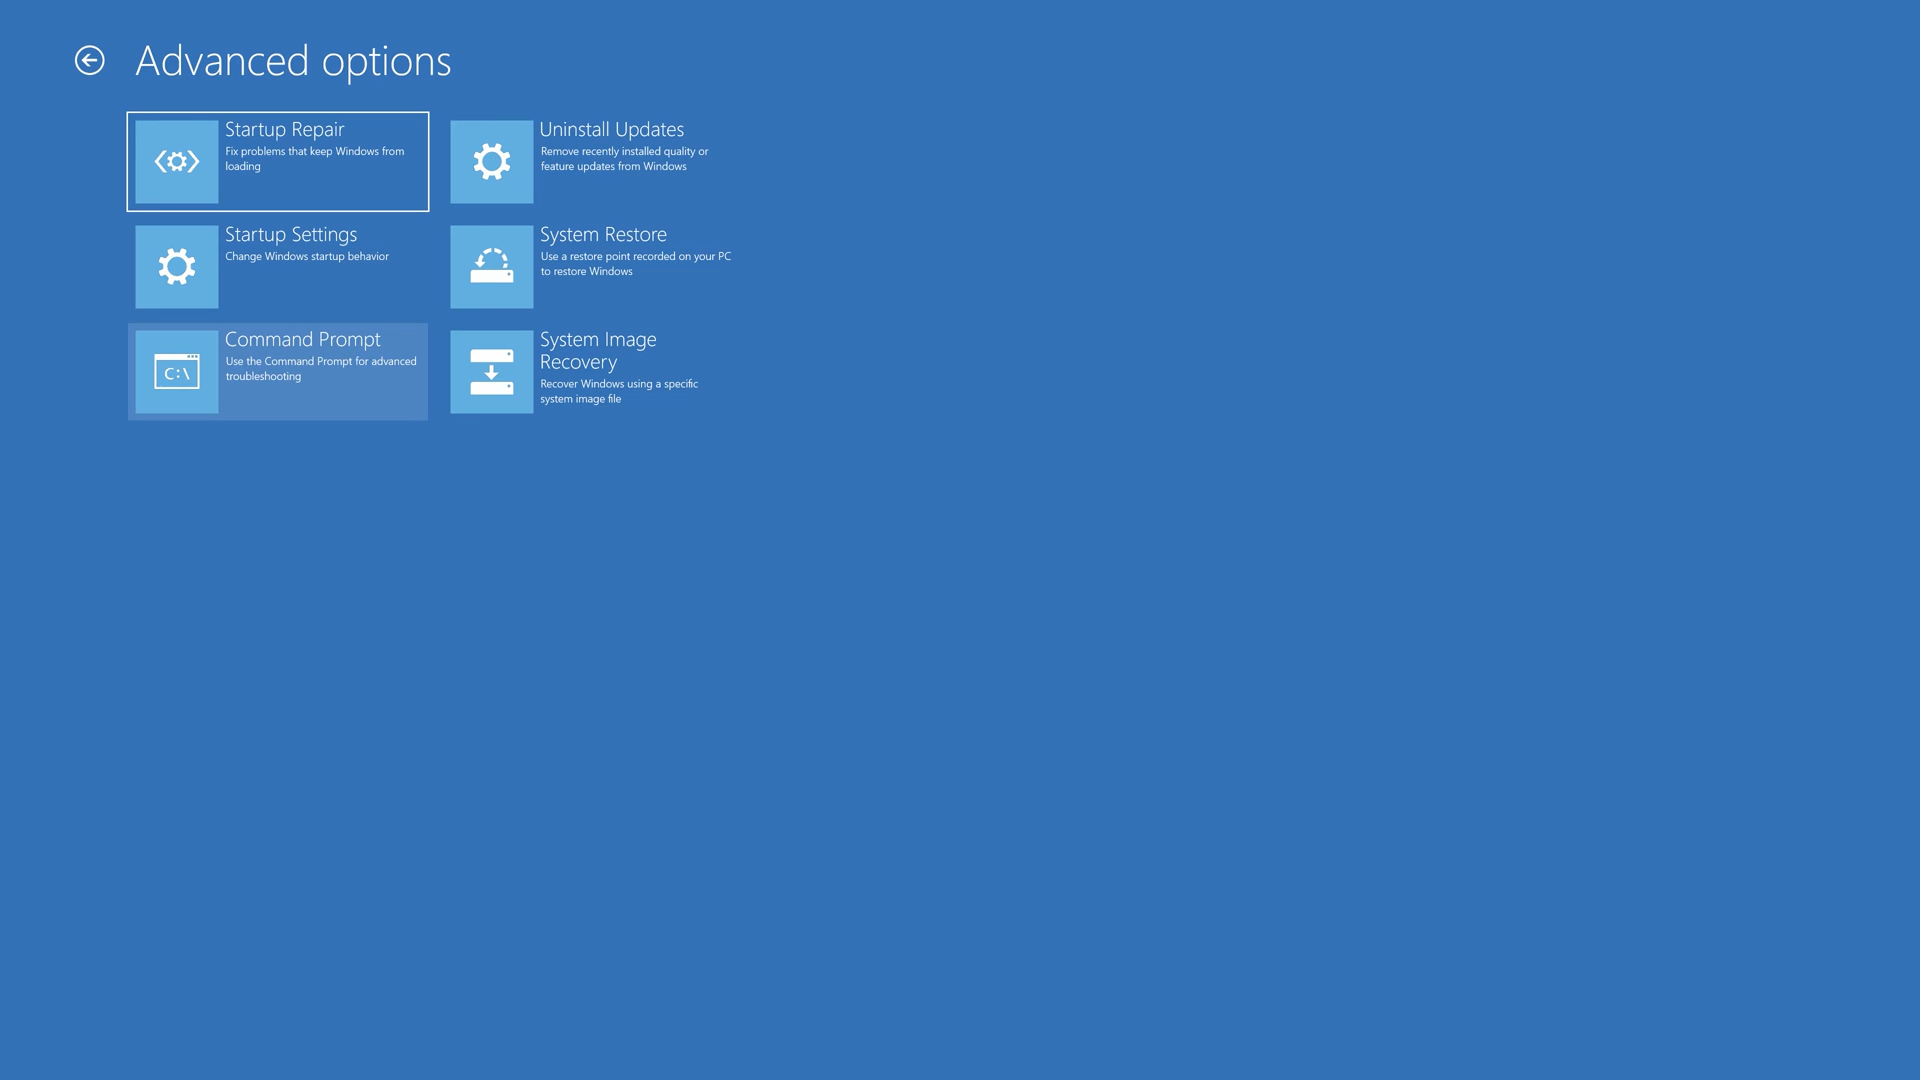 Advanced options
Startup Repair
Fix problems that keep Windows from
loading
Uninstall Updates
Remove recently installed quality or
feature updates from Windows
Startup Settings
Change Windows startup behavior
System Restore
Use a restore point recorded on your PC
to restore Windows
C:\
Command Prompt
Use the Command Prompt for advanced
troubleshooting
System Image
Recovery
Recover Windows using a specific
system image file